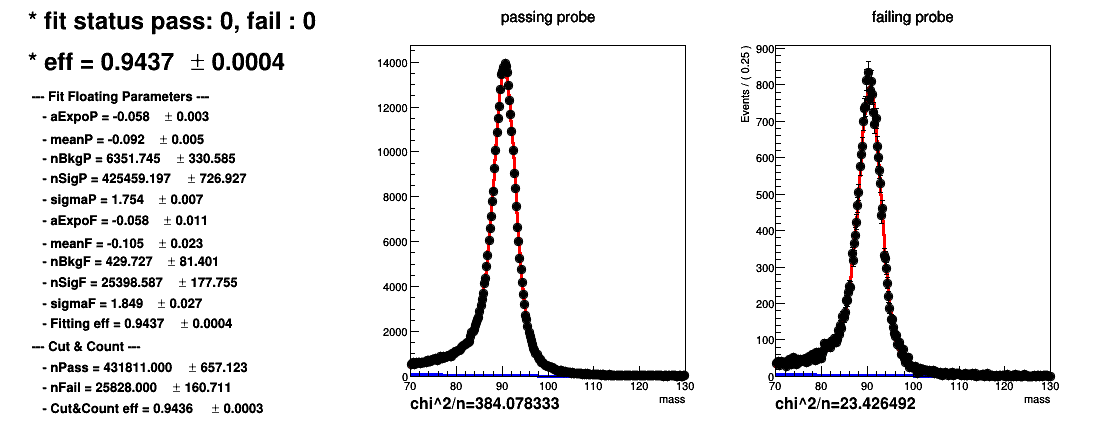 * fit status pass: 0, fail : 0
* eff = 0.9437 ± 0.0004
--- Fit Floating Parameters ---
- aExpoP = -0.058 ± 0.003
- meanP = -0.092 ± 0.005
- nBkgP = 6351.745 ± 330.585
- nSigP = 425459.197 ± 726.927
- sigmaP = 1.754 ± 0.007
- aExpoF = -0.058 ± 0.011
- meanF = -0.105 ± 0.023
- nBkgF = 429.727 ± 81.401
- nSigF = 25398.587 ± 177.755
- sigmaF = 1.849 ± 0.027
- Fitting eff = 0.9437 ± 0.0004
--- Cut & Count ---
- nPass = 431811.000 ± 657.123
- nFail = 25828.000 ± 160.711
- Cut&Count eff = 0.9436 ± 0.0003
passing probe
14000
12000
10000
8000
6000
4000
2000
0
70 80 90 100 110 120 130
mass
chi^2/n=384.078333
failing probe
Events / ( 0.25 )
900
800
700
600
500
400
300
200
100
0
70 80 90 100 110 120 130
mass
chi^2/n=23.426492